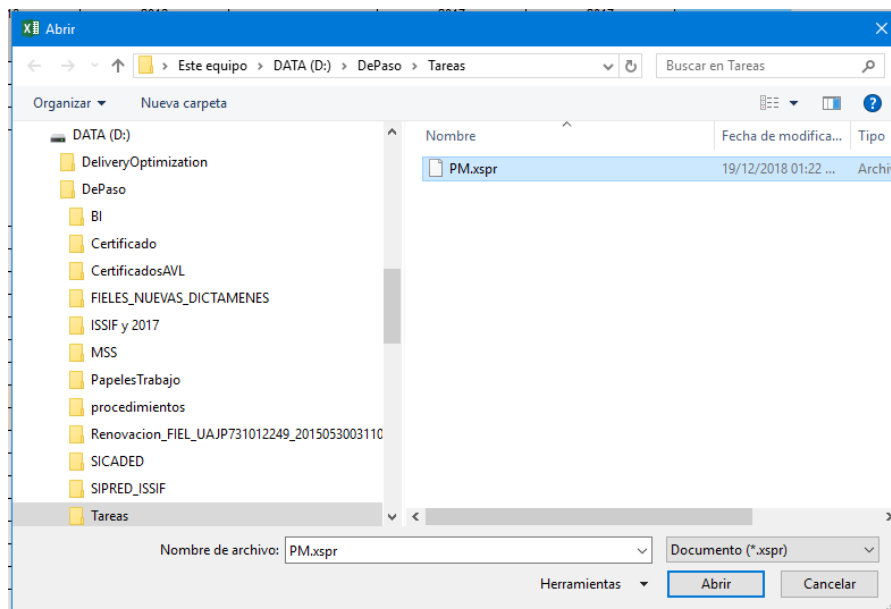 Abrir
Este equipo > DATA (D:) > DePaso > Tareas
Buscar en Tareas
Organizar
Nueva carpeta
DATA (D:)
DeliveryOptimization
DePaso
BI
Certificado
CertificadosAVL
FIELES_NUEVAS_DICTAMENES
ISSIF y 2017
MSS
PapelesTrabajo
procedimientos
Renovacion_FIEL_UAJP731012249_2015053003110
SICADED
SIPRED_ISSIF
Tareas
Nombre
Fecha de modifica...
Tipo
PM.xspr
19/12/2018 01:22 ...
Archi
Nombre de archivo:
PM.xspr
Documento (*.xspr)
Herramientas
Abrir
Cancelar